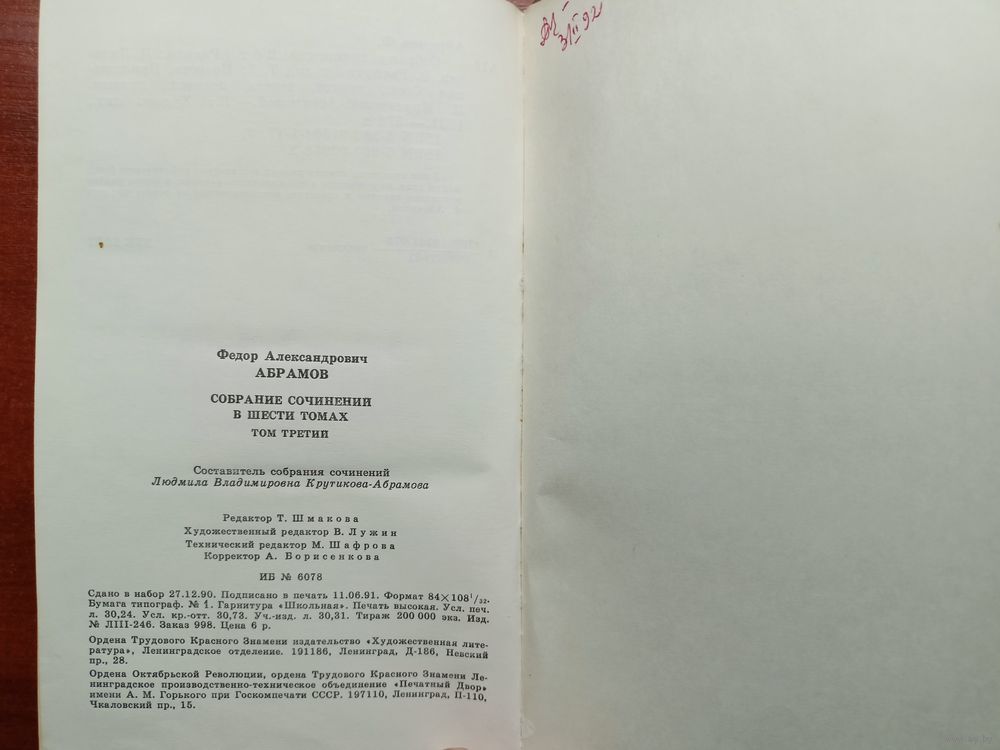 Федор Александрович
АБРАМОВ
СОБРАНИЕ СОЧИНЕНИЙ
В ШЕСТИ ТОМАХ
ТОМ ТРЕТИЙ
Составитель собрания сочинений
Людмила Владимировна Крутикова-Абрамова
Редактор Т. Шмакова
Художественный редактор В. Лужин
Технический редактор М. Шафрова
Корректор А. Борисенкова
ИБ № 6078
Сдано в набор 27.12.90. Подписано в печать 11.06.91. Формат 84×108¹/₃₂.
Бумага типограф. № 1. Гарнитура «Школьная». Печать высокая. Усл. печ.
л. 30,24. Усл. кр.-отт. 30,73. Уч.-изд. л. 30,31. Тираж 200 000 экз. Изд.
№ ЛIII-246. Заказ 998. Цена 6 р.
Ордена Трудового Красного Знамени издательство «Художественная лите-
ратура», Ленинградское отделение. 191186, Ленинград, Д-186, Невский
пр., 28.
Ордена Октябрьской Революции, ордена Трудового Красного Знамени Ле-
нинградское производственно-техническое объединение «Печатный Двор»
имени А. М. Горького при Госкомпечати СССР. 197110, Ленинград, П-110,
Чкаловский пр., 15.